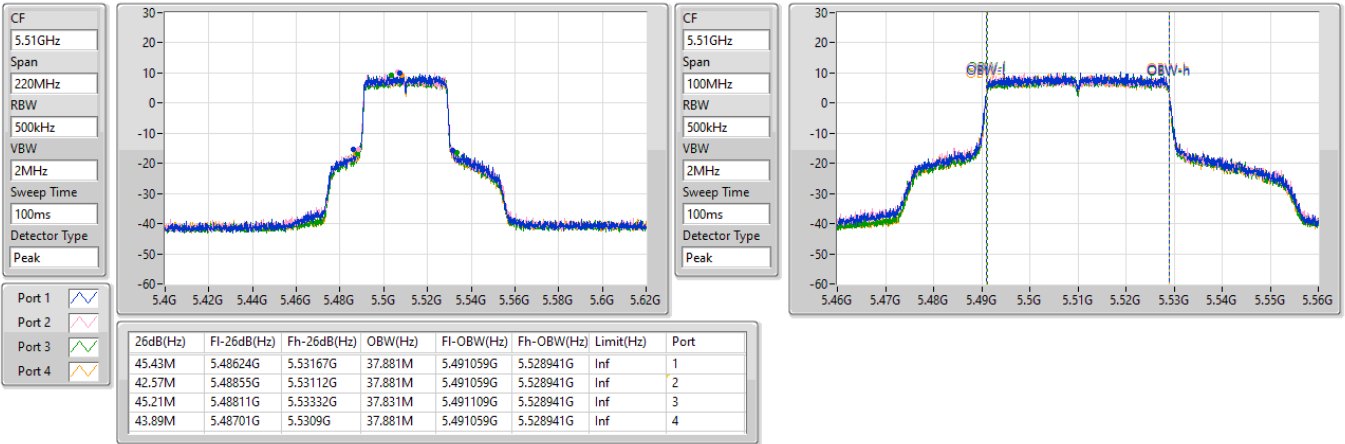 CF
5.51GHz
Span
220MHz
RBW
500kHz
VBW
2MHz
Sweep Time
100ms
Detector Type
Peak
30
20
10
0
-10
-20
-30
-40
-50
-60
5.4G 5.42G 5.44G 5.46G 5.48G 5.5G 5.52G 5.54G 5.56G 5.58G 5.6G 5.62G
CF
5.51GHz
Span
100MHz
RBW
500kHz
VBW
2MHz
Sweep Time
100ms
Detector Type
Peak
30
20
10
0
-10
-20
-30
-40
-50
-60
OBW-l OBW-h
5.46G 5.47G 5.48G 5.49G 5.5G 5.51G 5.52G 5.53G 5.54G 5.55G 5.56G
Port 1
Port 2
Port 3
Port 4
26dB(Hz) Fl-26dB(Hz) Fh-26dB(Hz) OBW(Hz) Fl-OBW(Hz) Fh-OBW(Hz) Limit(Hz) Port
45.43M 5.48624G 5.53167G 37.881M 5.491059G 5.528941G Inf 1
42.57M 5.48855G 5.53112G 37.881M 5.491059G 5.528941G Inf 2
45.21M 5.48811G 5.53332G 37.831M 5.491109G 5.528941G Inf 3
43.89M 5.48701G 5.5309G 37.881M 5.491059G 5.528941G Inf 4